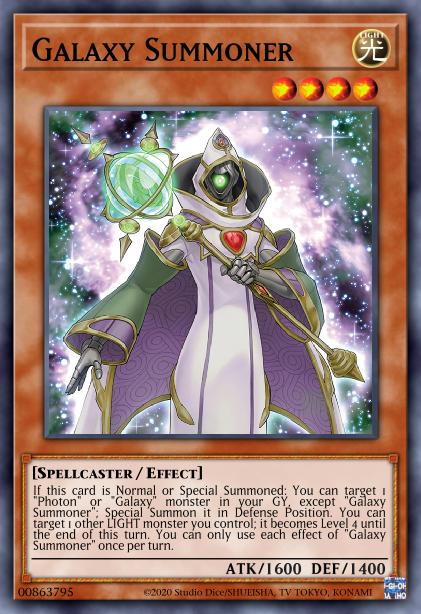 GALAXY SUMMONER
LIGHT
光
[SPELLCASTER / EFFECT]
If this card is Normal or Special Summoned: You can target 1
"Photon" or "Galaxy" monster in your GY, except "Galaxy
Summoner"; Special Summon it in Defense Position. You can
target 1 other LIGHT monster you control; it becomes Level 4 until
the end of this turn. You can only use each effect of "Galaxy
Summoner" once per turn.
ATK/1600 DEF/1400
00863795
©2020 Studio Dice/SHUEISHA, TV TOKYO, KONAMI